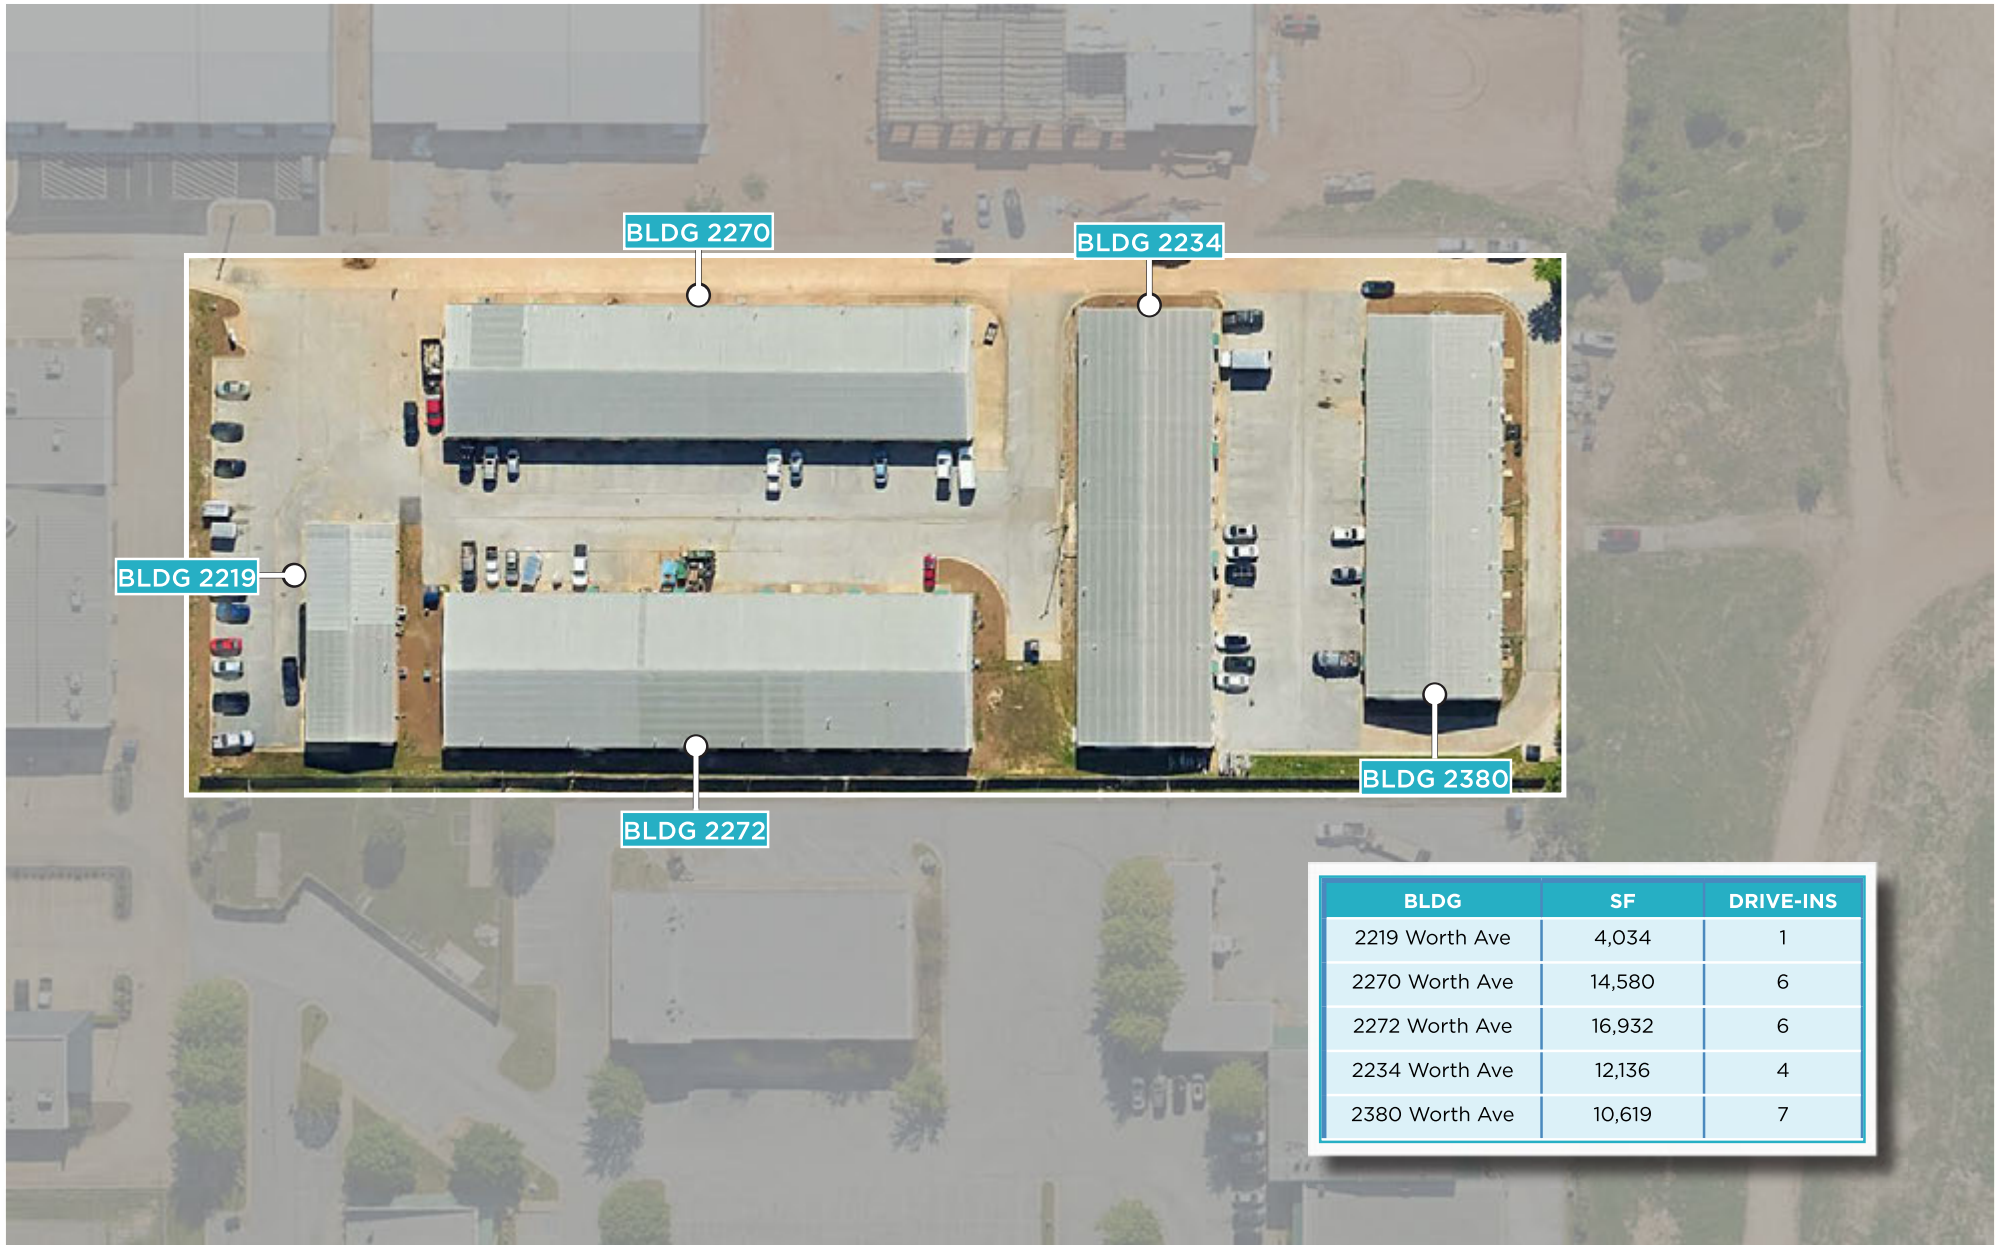 BLDG 2270
BLDG 2234
BLDG 2219
BLDG 2380
BLDG 2272
BLDG SF DRIVE-INS
2219 Worth Ave 4,034 1
2270 Worth Ave 14,580 6
2272 Worth Ave 16,932 6
2234 Worth Ave 12,136 4
2380 Worth Ave 10,619 7